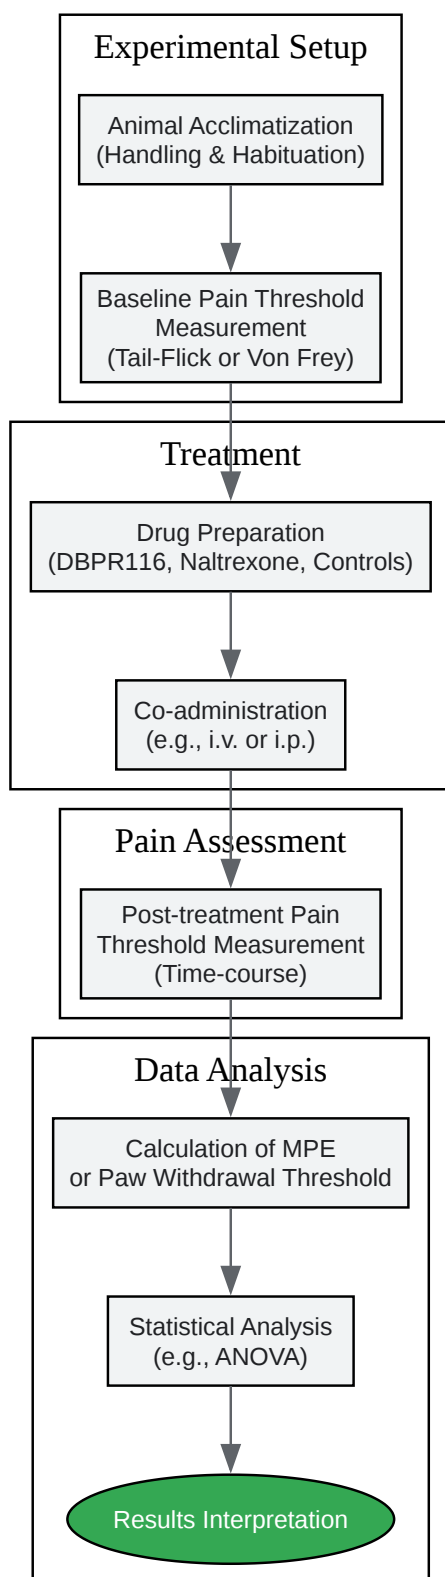 Experimental Setup
Animal Acclimatization
(Handling & Habituation)
Baseline Pain Threshold
Measurement
(Tail-Flick or Von Frey)
Treatment
Drug Preparation
(DBPR116, Naltrexone, Controls)
Co-administration
(e.g., i.v. or i.p.)
Pain Assessment
Post-treatment Pain
Threshold Measurement
(Time-course)
Data Analysis
Calculation of MPE
or Paw Withdrawal Threshold
Statistical Analysis
(e.g., ANOVA)
Results Interpretation